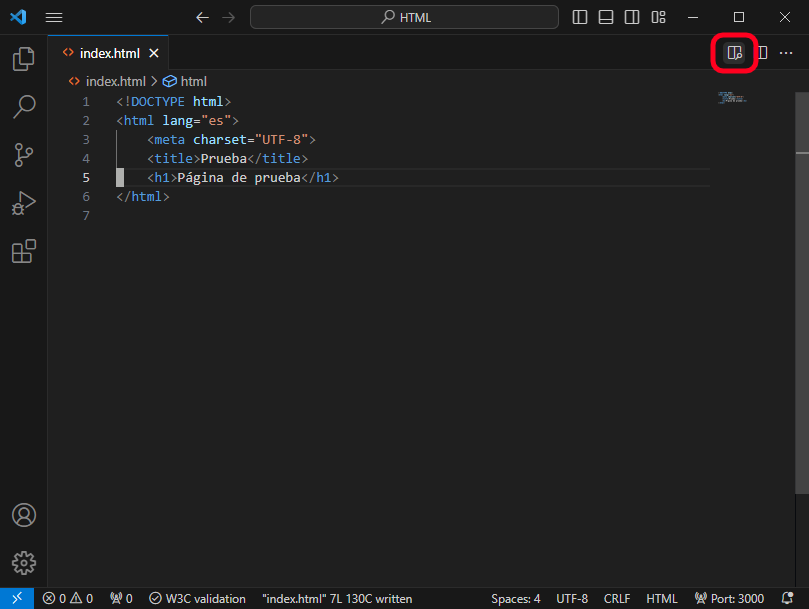 HTML
index.html
index.html > html
1 <!DOCTYPE html>
2 <html lang="es">
3 <meta charset="UTF-8">
4 <title>Prueba</title>
5 <h1>Página de prueba</h1>
6 </html>
7
0 0 0 W3C validation "index.html" 7L 130C written Spaces: 4 UTF-8 CRLF HTML Port: 3000